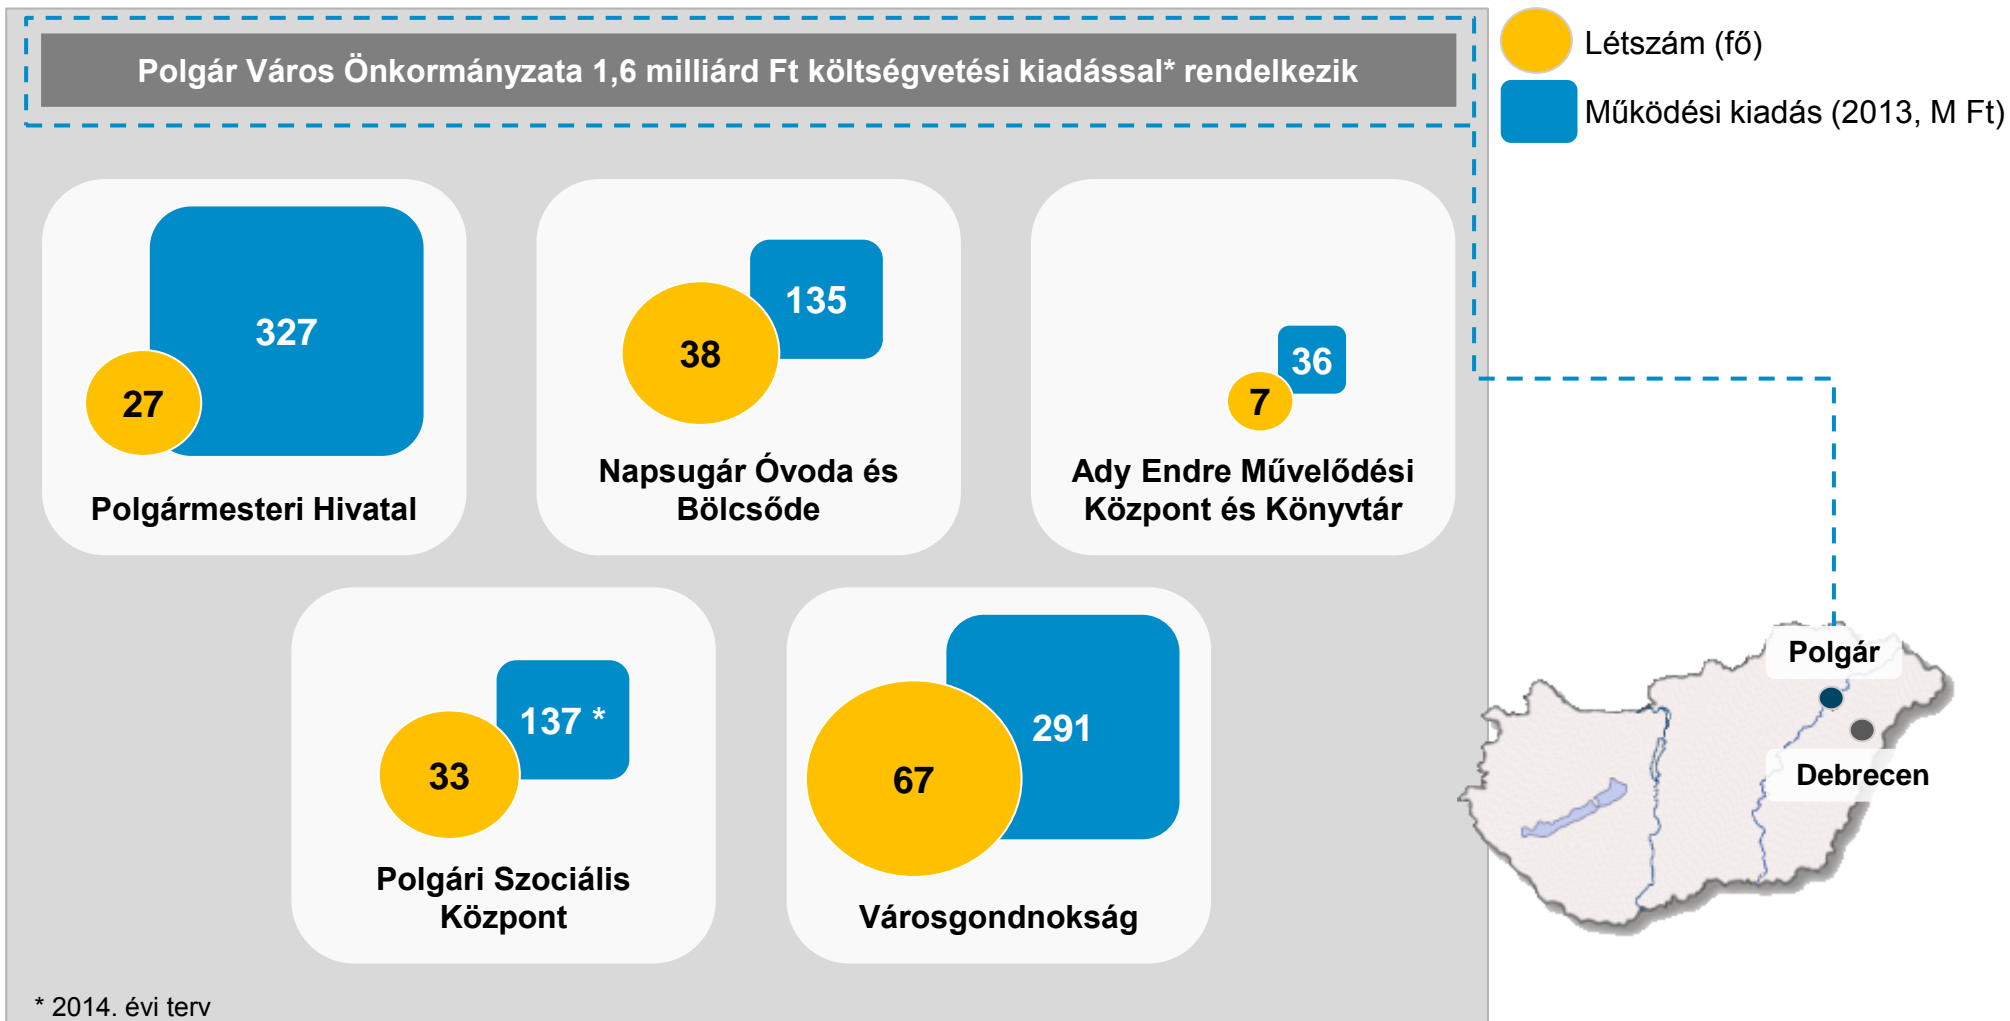 Polgár Város Önkormányzata 1,6 milliárd Ft költségvetési kiadással* rendelkezik
Létszám (fő)
Működési kiadás (2013, M Ft)
327
27
Polgármesteri Hivatal
135
38
Napsugár Óvoda és
Bölcsőde
36
7
Ady Endre Művelődési
Központ és Könyvtár
137 *
33
Polgári Szociális
Központ
291
67
Városgondnokság
Polgár
Debrecen
* 2014. évi terv